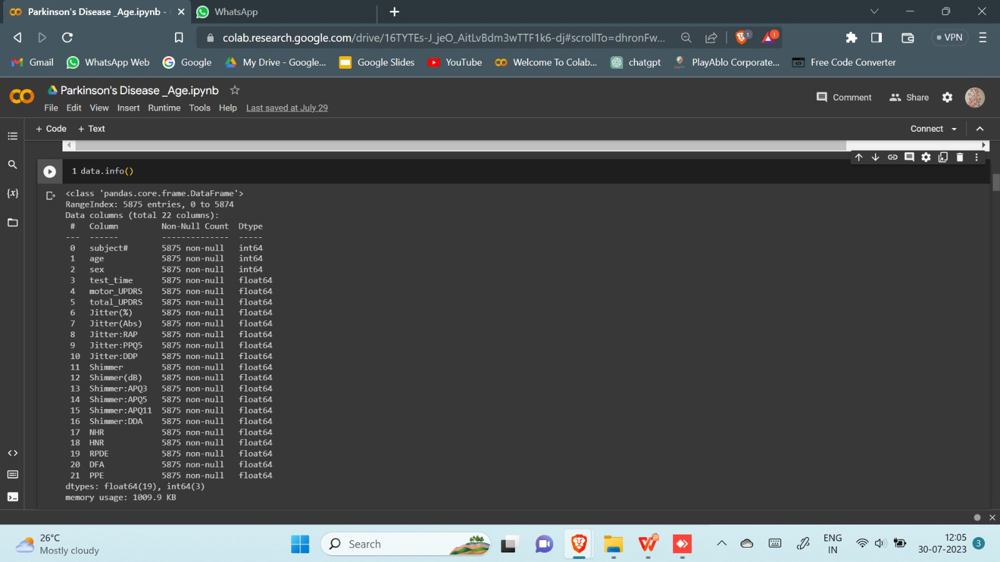 Parkinson's Disease _Age.ipynb -
WhatsApp
colab.research.google.com/drive/16TYTEs-J_jeO_AitLvBdm3wTTF1k6-dj#scrollTo=dhronFw...
1
1
VPN
Gmail
WhatsApp Web
Google
My Drive - Google...
Google Slides
YouTube
Welcome To Colab...
chatgpt
PlayAblo Corporate...
Free Code Converter
Parkinson's Disease _Age.ipynb
Comment
Share
File Edit View Insert Runtime Tools Help Last saved at July 29
+ Code + Text
Connect
{x}
1 data.info()
<class 'pandas.core.frame.DataFrame'>
RangeIndex: 5875 entries, 0 to 5874
Data columns (total 22 columns):
# Column Non-Null Count Dtype
--- ------ -------------- -----
0 subject# 5875 non-null int64
1 age 5875 non-null int64
2 sex 5875 non-null int64
3 test_time 5875 non-null float64
4 motor_UPDRS 5875 non-null float64
5 total_UPDRS 5875 non-null float64
6 Jitter(%) 5875 non-null float64
7 Jitter(Abs) 5875 non-null float64
8 Jitter:RAP 5875 non-null float64
9 Jitter:PPQ5 5875 non-null float64
10 Jitter:DDP 5875 non-null float64
11 Shimmer 5875 non-null float64
12 Shimmer(dB) 5875 non-null float64
13 Shimmer:APQ3 5875 non-null float64
14 Shimmer:APQ5 5875 non-null float64
15 Shimmer:APQ11 5875 non-null float64
16 Shimmer:DDA 5875 non-null float64
17 NHR 5875 non-null float64
18 HNR 5875 non-null float64
19 RPDE 5875 non-null float64
20 DFA 5875 non-null float64
21 PPE 5875 non-null float64
dtypes: float64(19), int64(3)
memory usage: 1009.9 KB
26°C
Mostly cloudy
Search
ENG
IN
12:05
30-07-2023
3